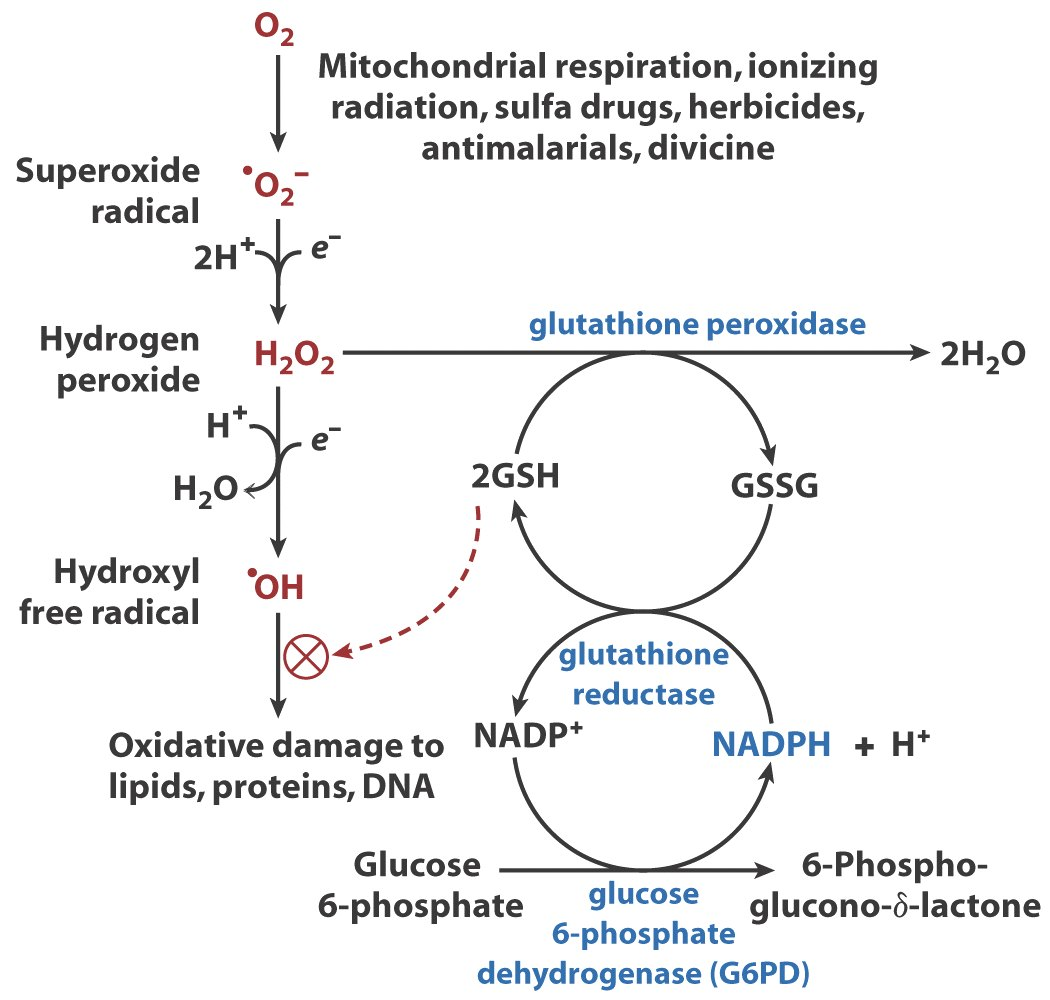 O₂
Mitochondrial respiration, ionizing
radiation, sulfa drugs, herbicides,
antimalarials, divicine
Superoxide
radical
•O₂⁻
2H⁺
e⁻
Hydrogen
peroxide
H₂O₂
glutathione peroxidase
2H₂O
H⁺
e⁻
H₂O
2GSH
GSSG
Hydroxyl
free radical
•OH
glutathione
reductase
Oxidative damage to
lipids, proteins, DNA
NADP⁺
NADPH + H⁺
Glucose
6-phosphate
glucose
6-phosphate
dehydrogenase (G6PD)
6-Phospho-
glucono-δ-lactone